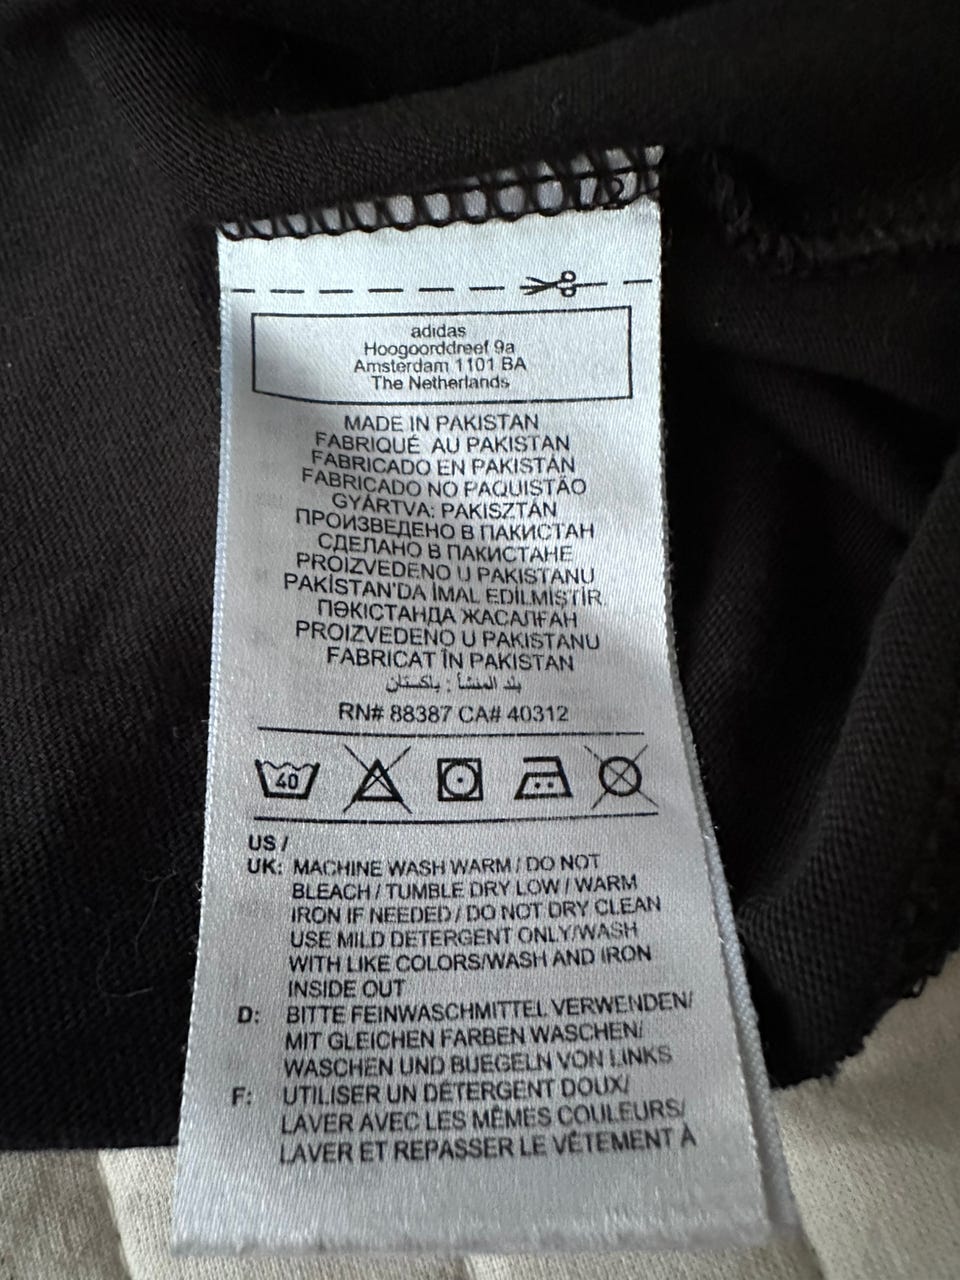 adidas
Hoogoorddreef 9a
Amsterdam 1101 BA
The Netherlands
MADE IN PAKISTAN
FABRIQUÉ AU PAKISTAN
FABRICADO EN PAKISTÁN
FABRICADO NO PAQUISTÃO
GYÁRTVA: PAKISZTÁN
ПРОИЗВЕДЕНО В ПАКИСТАН
СДЕЛАНО В ПАКИСТАНЕ
PROIZVEDENO U PAKISTANU
PAKİSTAN'DA İMAL EDİLMİŞTİR.
ПӘКІСТАНДА ЖАСАЛҒАН
PROIZVEDENO U PAKISTANU
FABRICAT ÎN PAKISTAN
بلد المنشأ : باكستان
RN# 88387 CA# 40312
40
US /
UK: MACHINE WASH WARM / DO NOT
BLEACH / TUMBLE DRY LOW / WARM
IRON IF NEEDED / DO NOT DRY CLEAN
USE MILD DETERGENT ONLY/WASH
WITH LIKE COLORS/WASH AND IRON
INSIDE OUT
D: BITTE FEINWASCHMITTEL VERWENDEN/
MIT GLEICHEN FARBEN WASCHEN/
WASCHEN UND BUEGELN VON LINKS
F: UTILISER UN DÉTERGENT DOUX/
LAVER AVEC LES MÊMES COULEURS/
LAVER ET REPASSER LE VÊTEMENT À